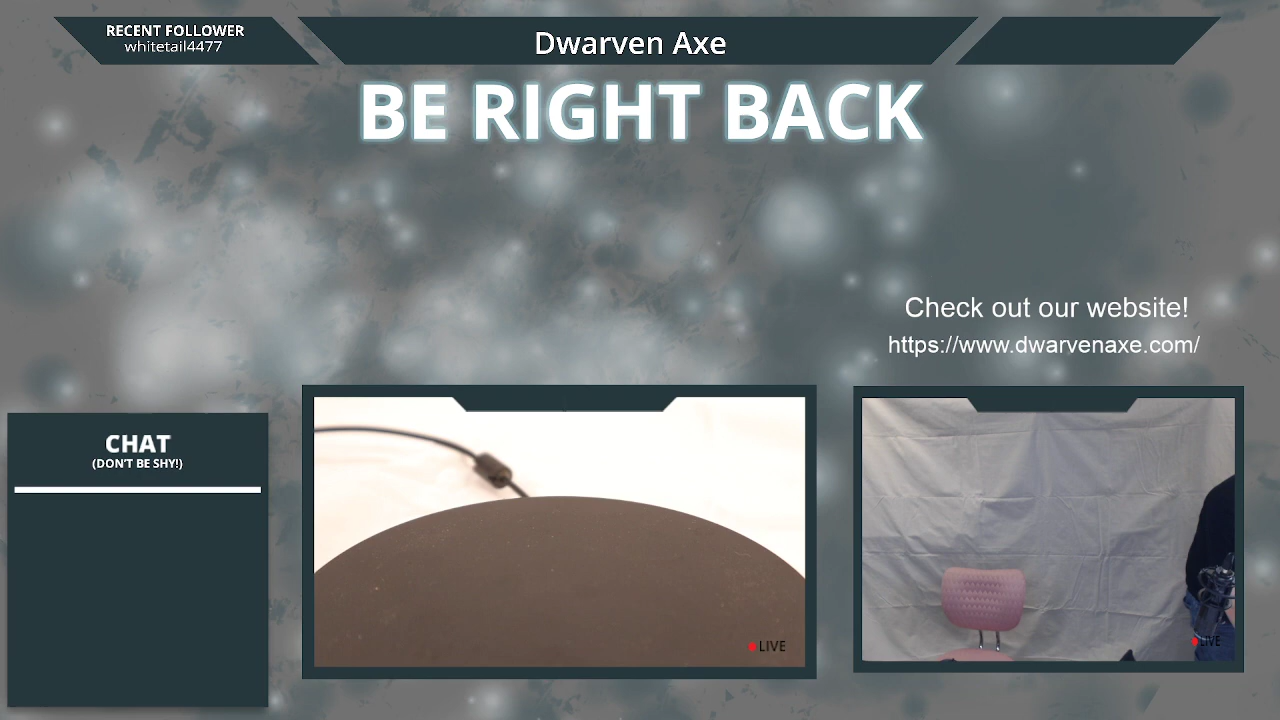 RECENT FOLLOWER
whitetail4477
Dwarven Axe
BE RIGHT BACK
Check out our website!
https://www.dwarvenaxe.com/
CHAT
(DON'T BE SHY!)
LIVE
LIVE